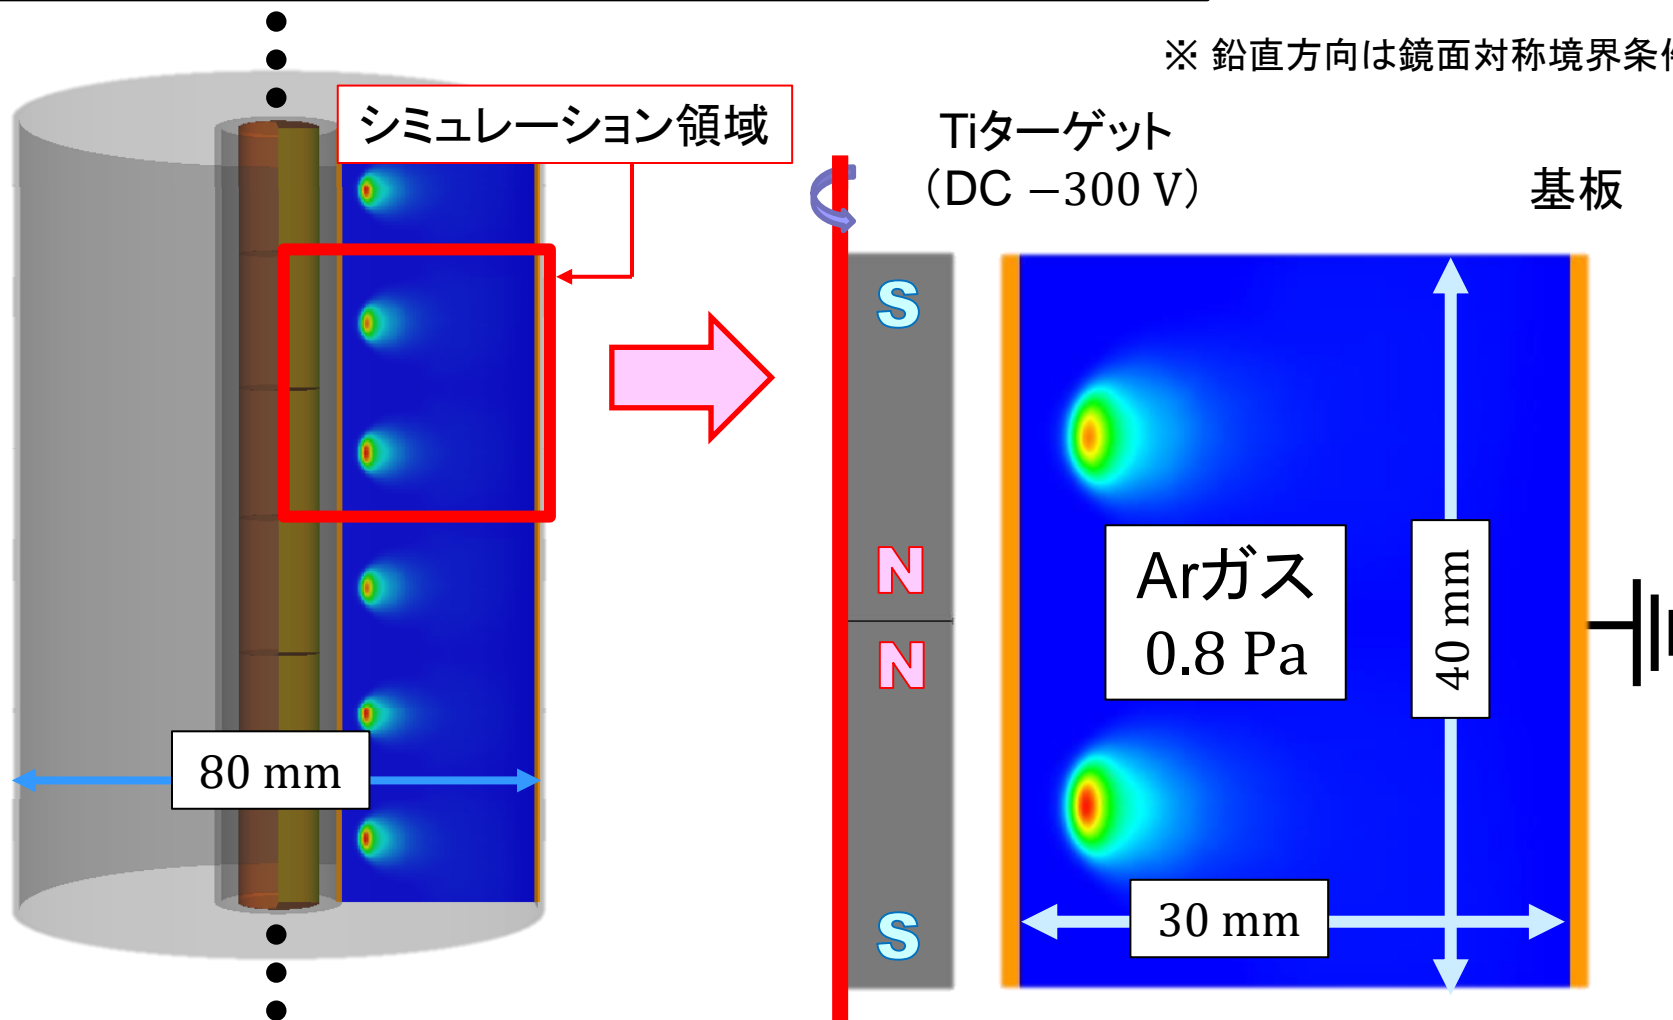 ※ 鉛直方向は鏡面対称境界条件
シミュレーション領域
Tiターゲット
（DC −300 V）
基板
S
N
N
S
Arガス
0.8 Pa
40 mm
30 mm
80 mm